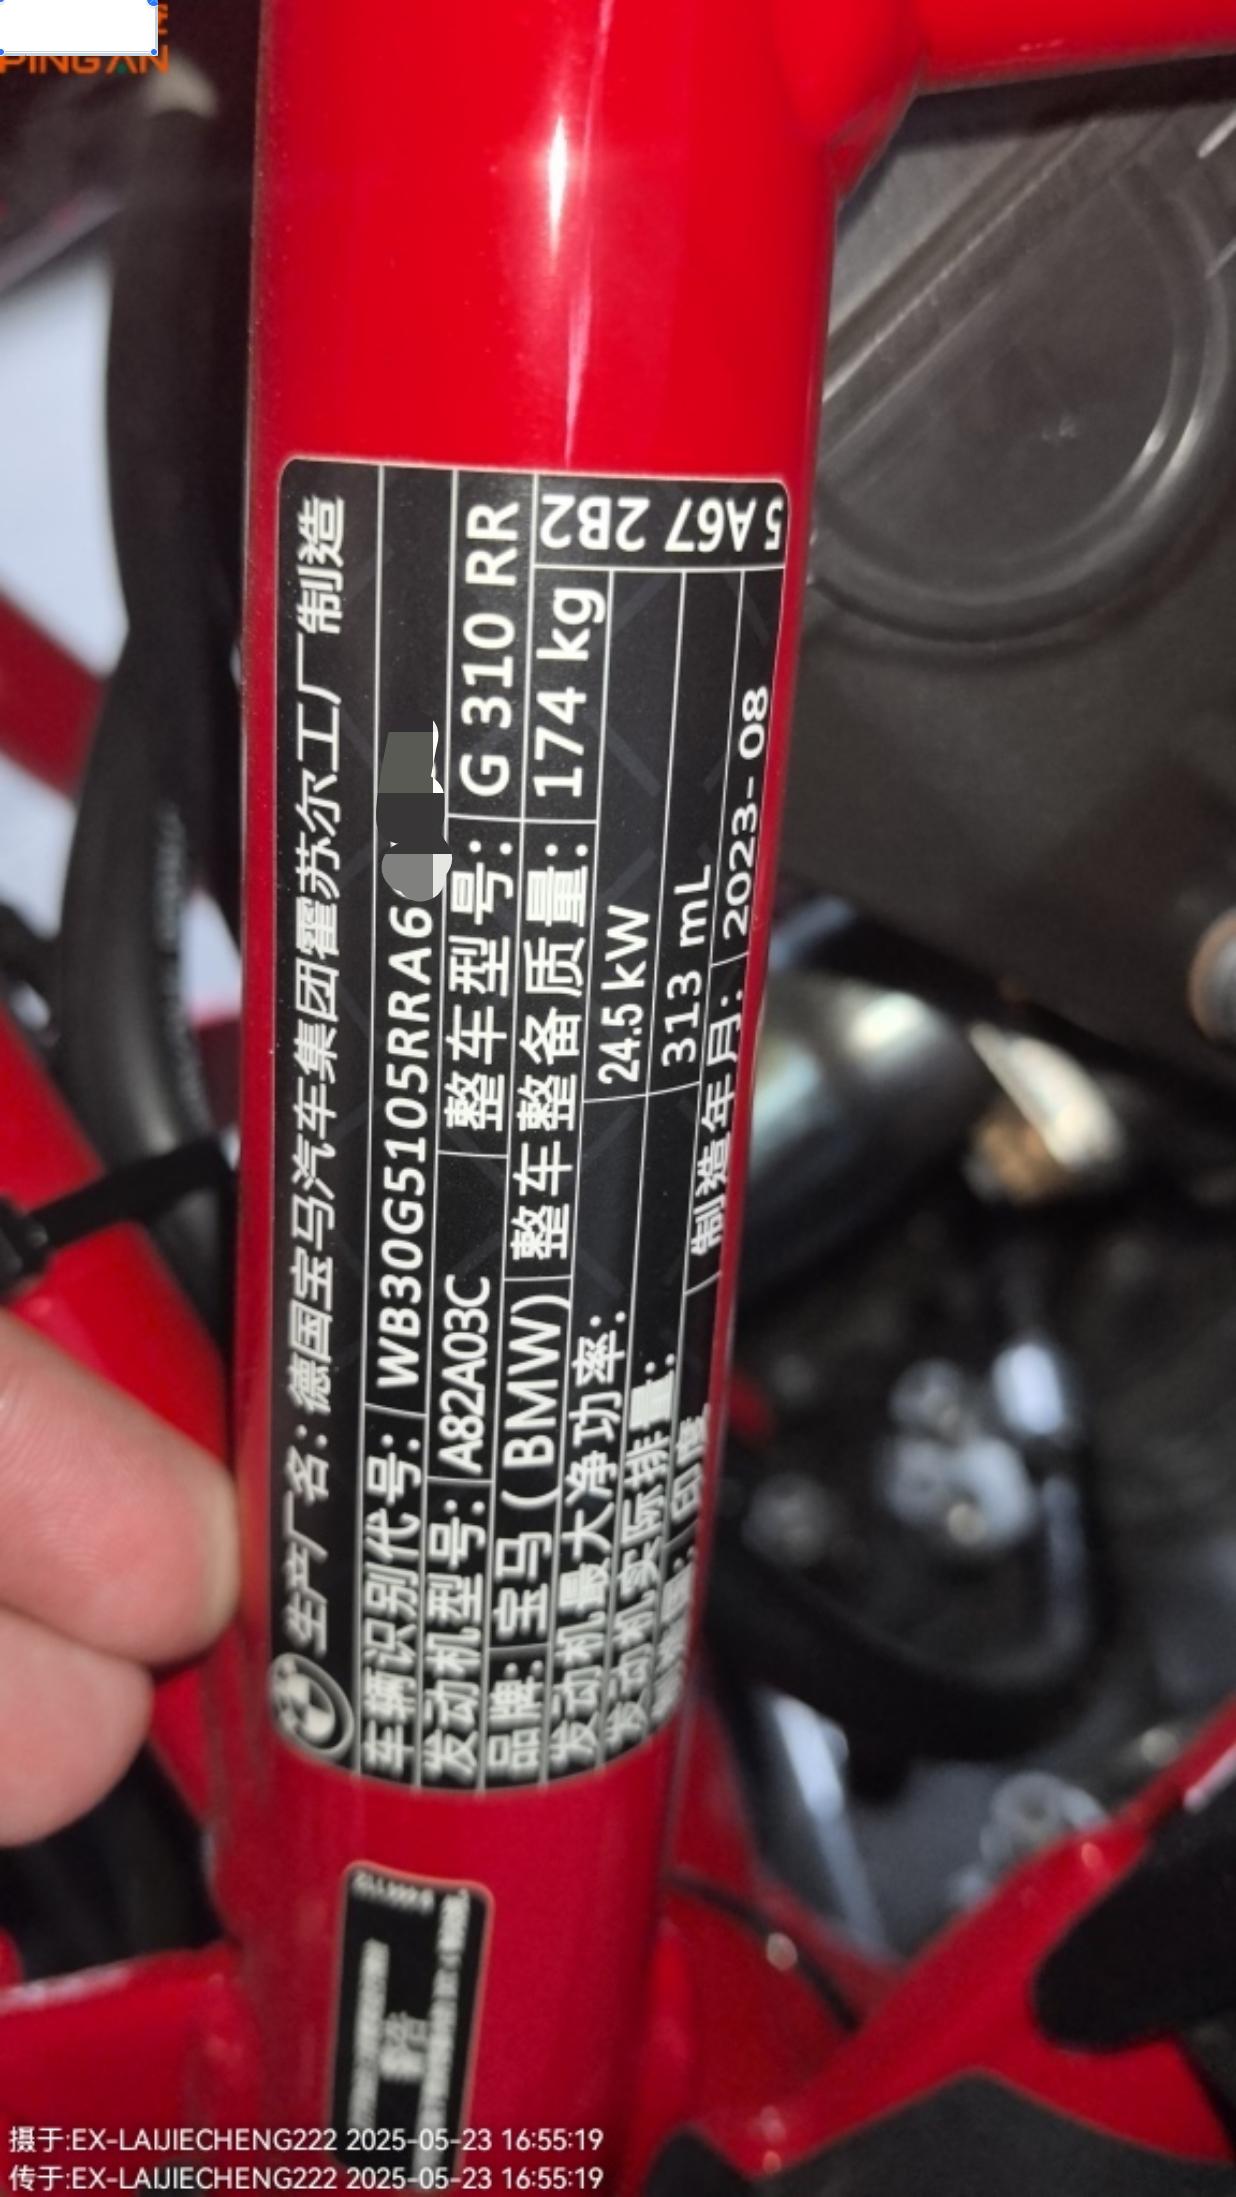 PING AN
生产厂名：德国宝马汽车集团霍苏尔工厂制造
车辆识别代号：WB30G5105RRA6
发动机型号：A82A03C 整车型号：G 310 RR
品牌：宝马（BMW） 整车整备质量：174 kg
发动机最大净功率：24.5 kW
发动机实际排量：313 mL
印度 制造年月：2023-08
5 A67 2B2
摄于:EX-LAIJIECHENG222 2025-05-23 16:55:19
传于:EX-LAIJIECHENG222 2025-05-23 16:55:19